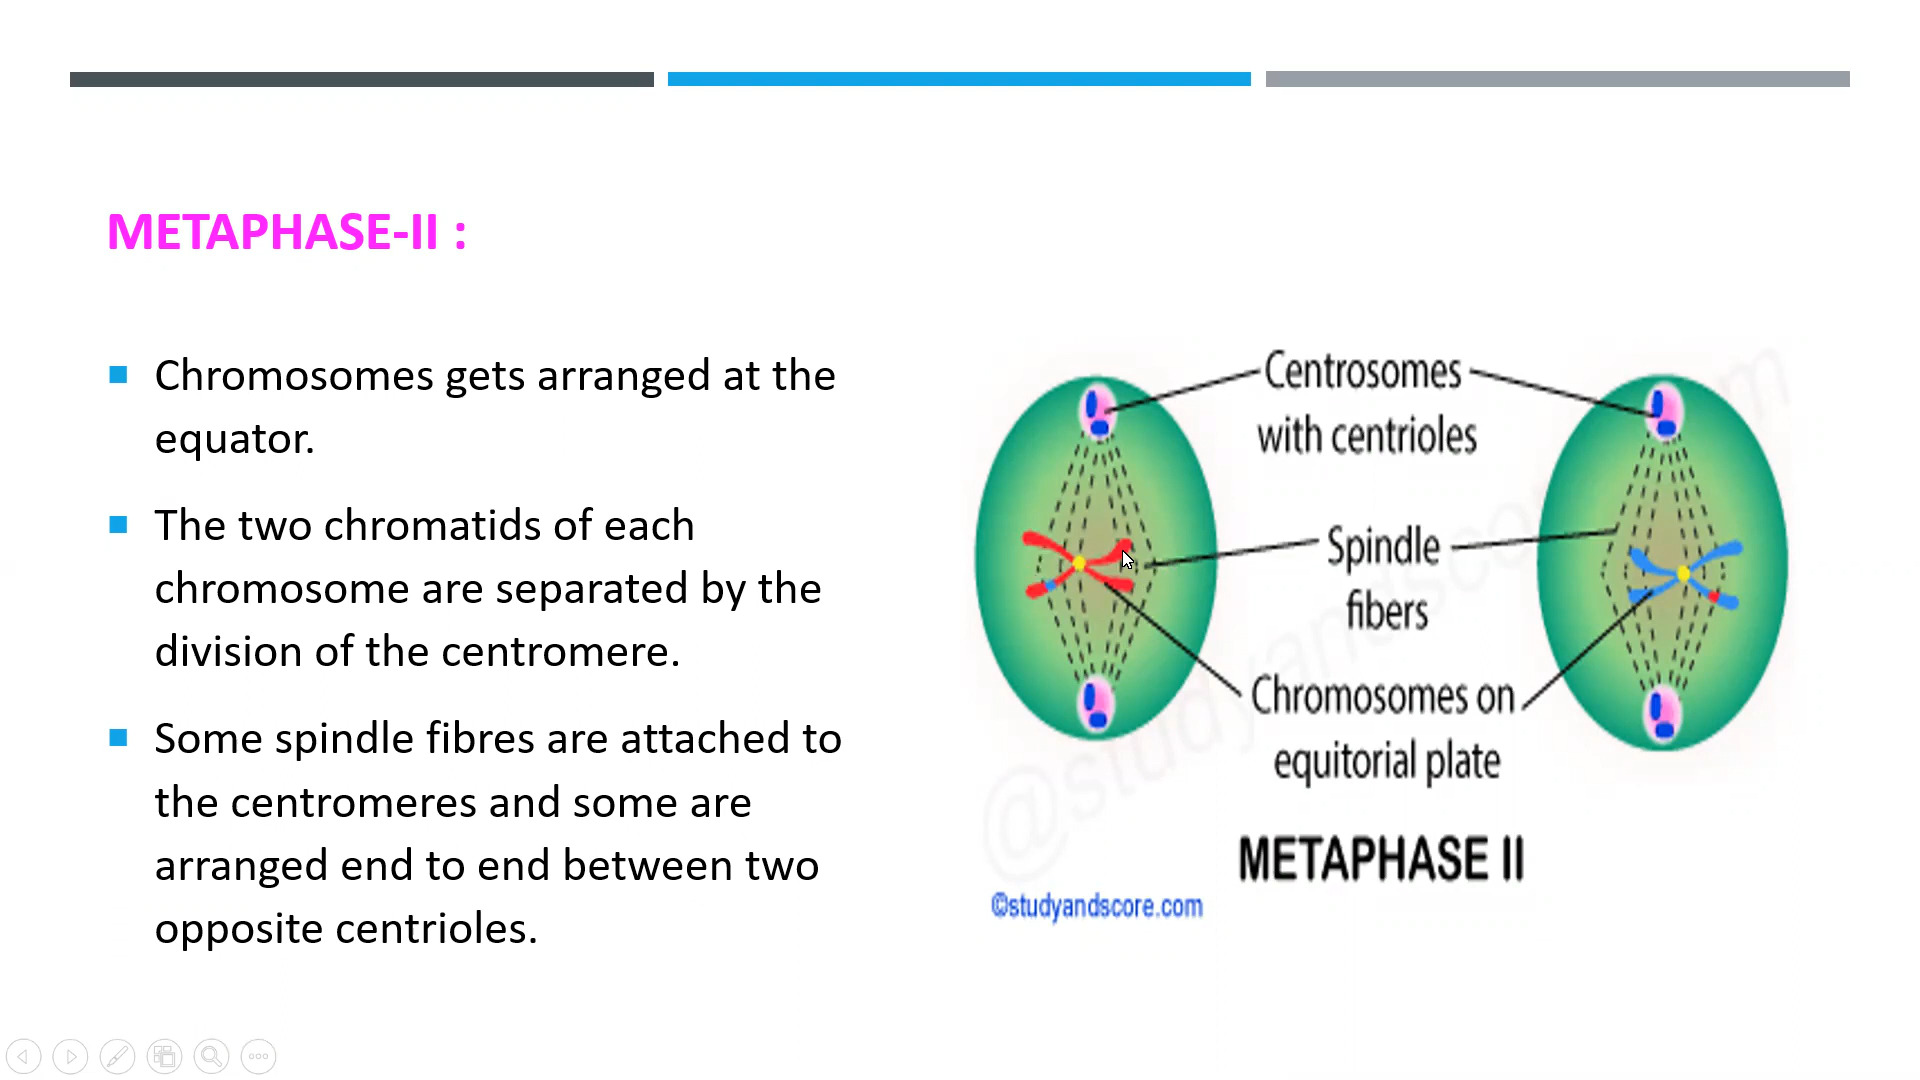 METAPHASE-II :
Chromosomes gets arranged at the
equator.
The two chromatids of each
chromosome are separated by the
division of the centromere.
Some spindle fibres are attached to
the centromeres and some are
arranged end to end between two
opposite centrioles.
Centrosomes
with centrioles
Spindle
fibers
Chromosomes on
equitorial plate
METAPHASE II
©studyandscore.com
@studyandscore.com